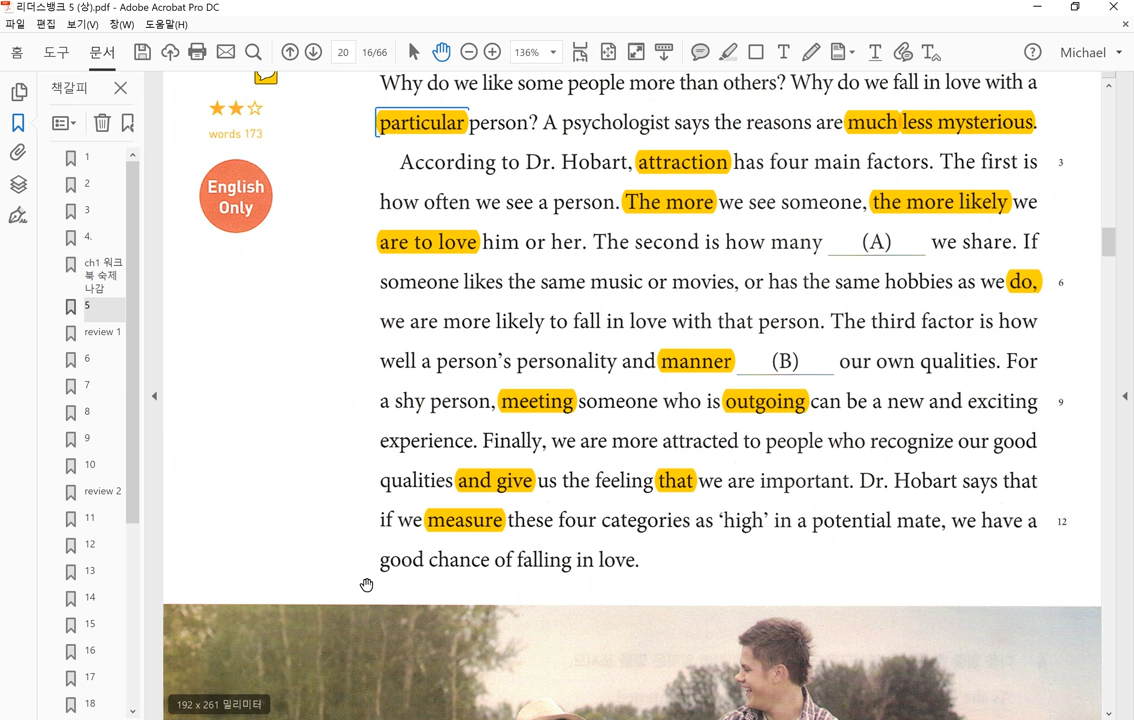 리더스뱅크 5 (상).pdf - Adobe Acrobat Pro DC
파일 편집 보기(V) 창(W) 도움말(H)
홈 도구 문서 20 16/66 136% Michael
책갈피
1
2
3
4.
ch1 워크
북 숙제
나감
5
review 1
6
7
8
9
10
review 2
11
12
13
14
15
16
17
18
words 173
English
Only
Why do we like some people more than others? Why do we fall in love with a
particular person? A psychologist says the reasons are much less mysterious.
According to Dr. Hobart, attraction has four main factors. The first is 3
how often we see a person. The more we see someone, the more likely we
are to love him or her. The second is how many (A) we share. If
someone likes the same music or movies, or has the same hobbies as we do, 6
we are more likely to fall in love with that person. The third factor is how
well a person's personality and manner (B) our own qualities. For
a shy person, meeting someone who is outgoing can be a new and exciting 9
experience. Finally, we are more attracted to people who recognize our good
qualities and give us the feeling that we are important. Dr. Hobart says that
if we measure these four categories as 'high' in a potential mate, we have a 12
good chance of falling in love.
192 x 261 밀리미터